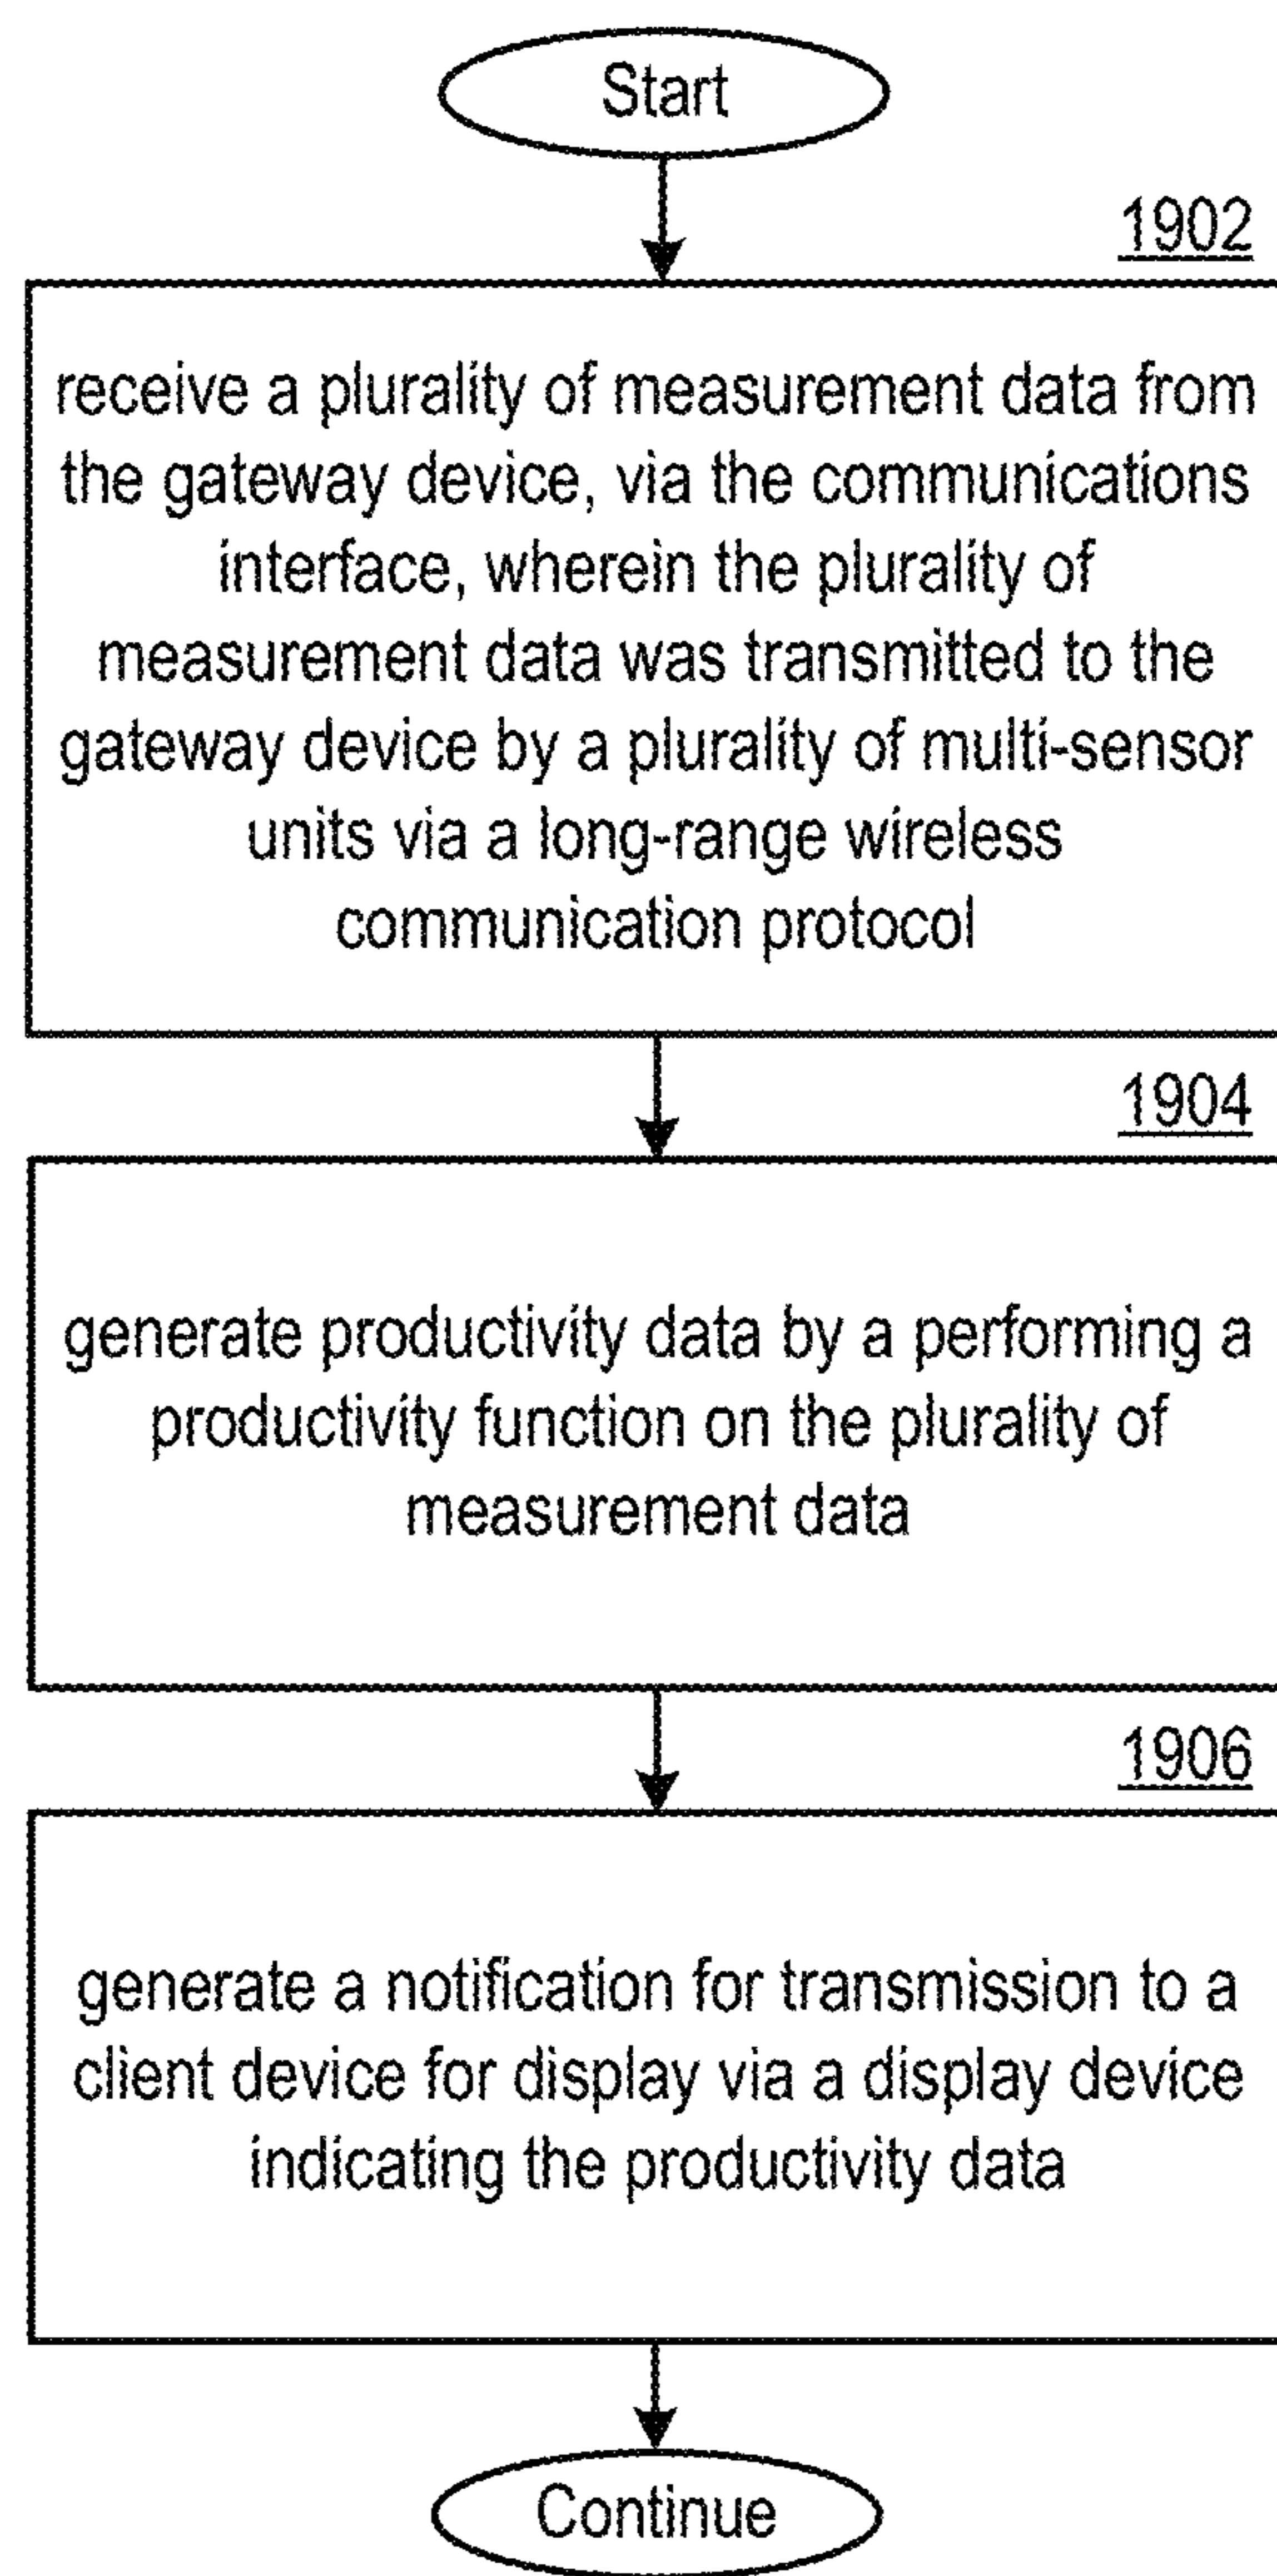 Start
1902
receive a plurality of measurement data from
the gateway device, via the communications
interface, wherein the plurality of
measurement data was transmitted to the
gateway device by a plurality of multi-sensor
units via a long-range wireless
communication protocol
1904
generate productivity data by a performing a
productivity function on the plurality of
measurement data
1906
generate a notification for transmission to a
client device for display via a display device
indicating the productivity data
Continue